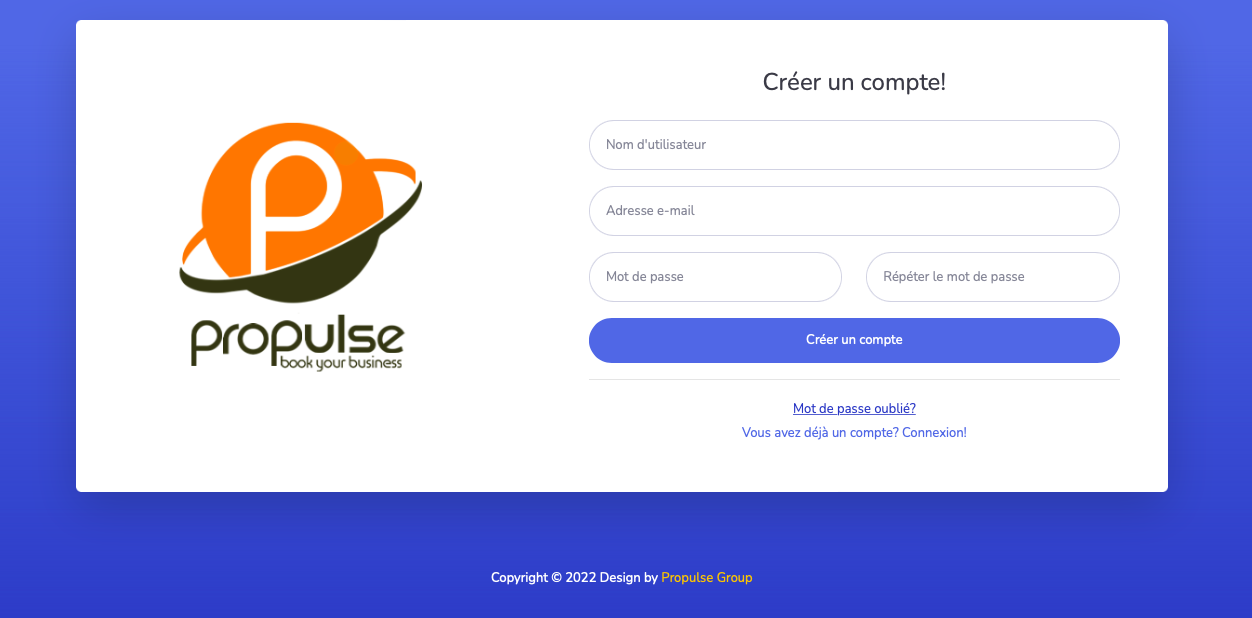 propulse
book your business
Créer un compte!
Nom d'utilisateur
Adresse e-mail
Mot de passe
Répéter le mot de passe
Créer un compte
Mot de passe oublié?
Vous avez déjà un compte? Connexion!
Copyright © 2022 Design by Propulse Group